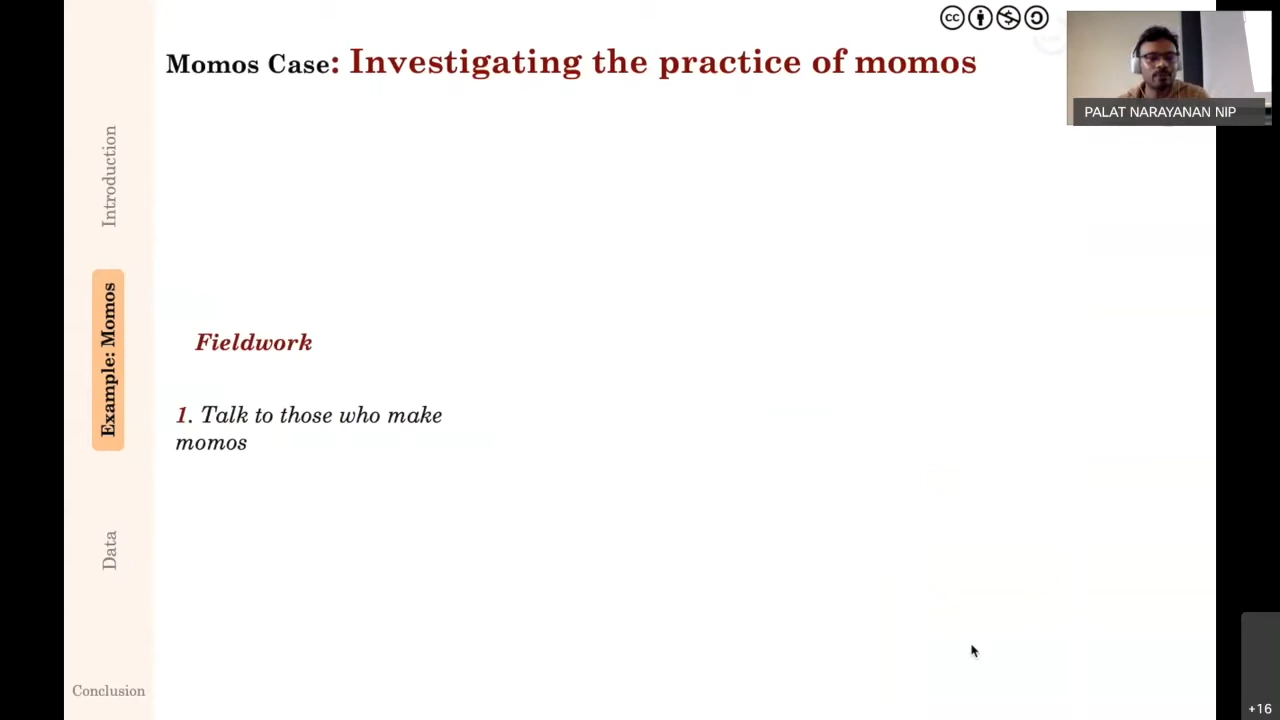 Momos Case: Investigating the practice of momos
PALAT NARAYANAN NIP
Introduction
Example: Momos
Data
Conclusion
Fieldwork
1. Talk to those who make
momos
+16